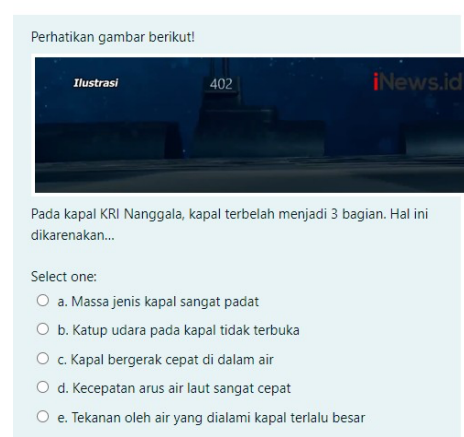 Perhatikan gambar berikut!
Ilustrasi
402
iNews.id
Pada kapal KRI Nanggala, kapal terbelah menjadi 3 bagian. Hal ini
dikarenakan...
Select one:
a. Massa jenis kapal sangat padat
b. Katup udara pada kapal tidak terbuka
c. Kapal bergerak cepat di dalam air
d. Kecepatan arus air laut sangat cepat
e. Tekanan oleh air yang dialami kapal terlalu besar